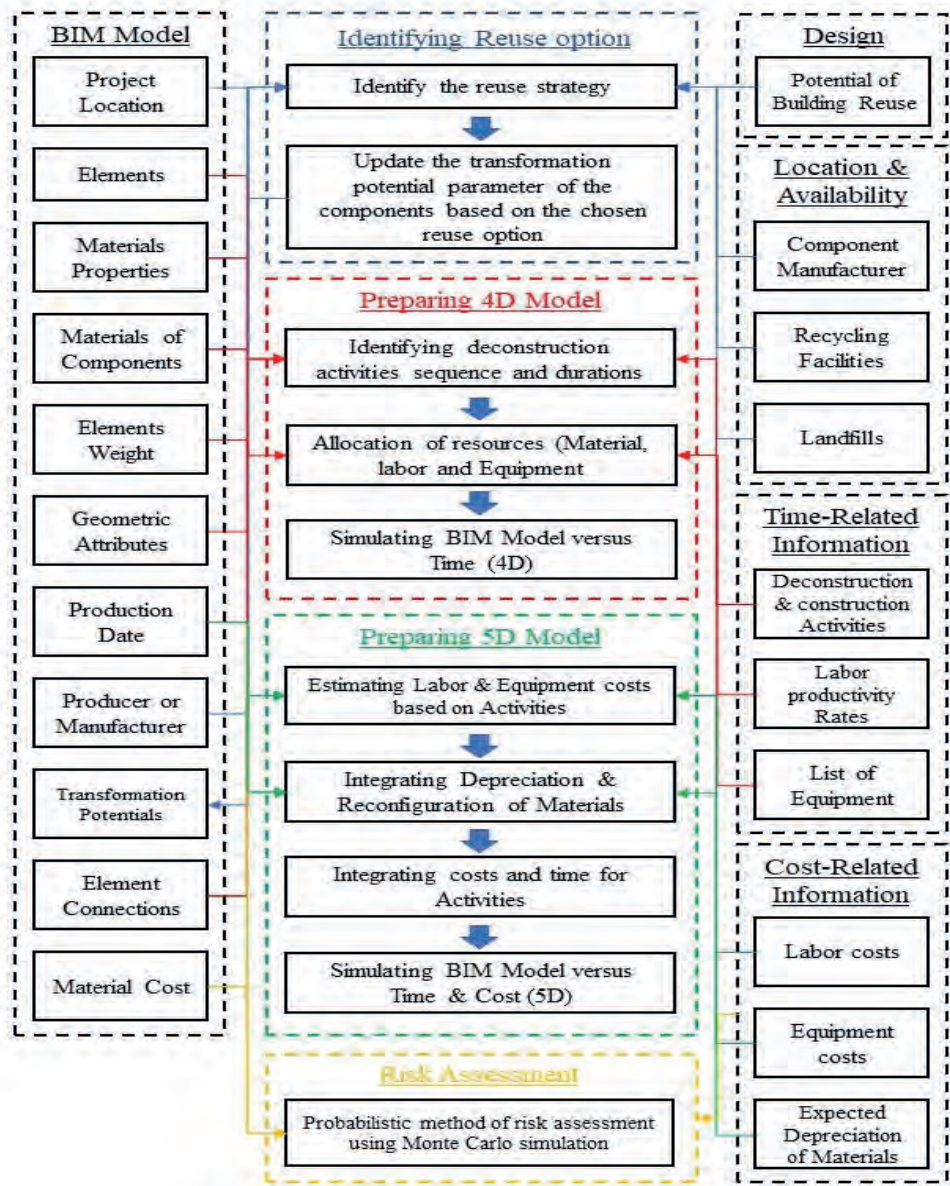 BIM Model
Project
Location
Elements
Materials
Properties
Materials of
Components
Elements
Weight
Geometric
Attributes
Production
Date
Producer or
Manufacturer
Transformation
Potentials
Element
Connections
Material Cost
Identifying Reuse option
Identify the reuse strategy
Update the transformation
potential parameter of the
components based on the chosen
reuse option
Preparing 4D Model
Identifying deconstruction
activities sequence and durations
Allocation of resources (Material,
labor and Equipment
Simulating BIM Model versus
Time (4D)
Preparing 5D Model
Estimating Labor & Equipment costs
based on Activities
Integrating Depreciation &
Reconfiguration of Materials
Integrating costs and time for
Activities
Simulating BIM Model versus
Time & Cost (5D)
Risk Assessment
Probabilistic method of risk assessment
using Monte Carlo simulation
Design
Potential of
Building Reuse
Location &
Availability
Component
Manufacturer
Recycling
Facilities
Landfills
Time-Related
Information
Deconstruction
& construction
Activities
Labor
productivity
Rates
List of
Equipment
Cost-Related
Information
Labor costs
Equipment
costs
Expected
Depreciation
of Materials